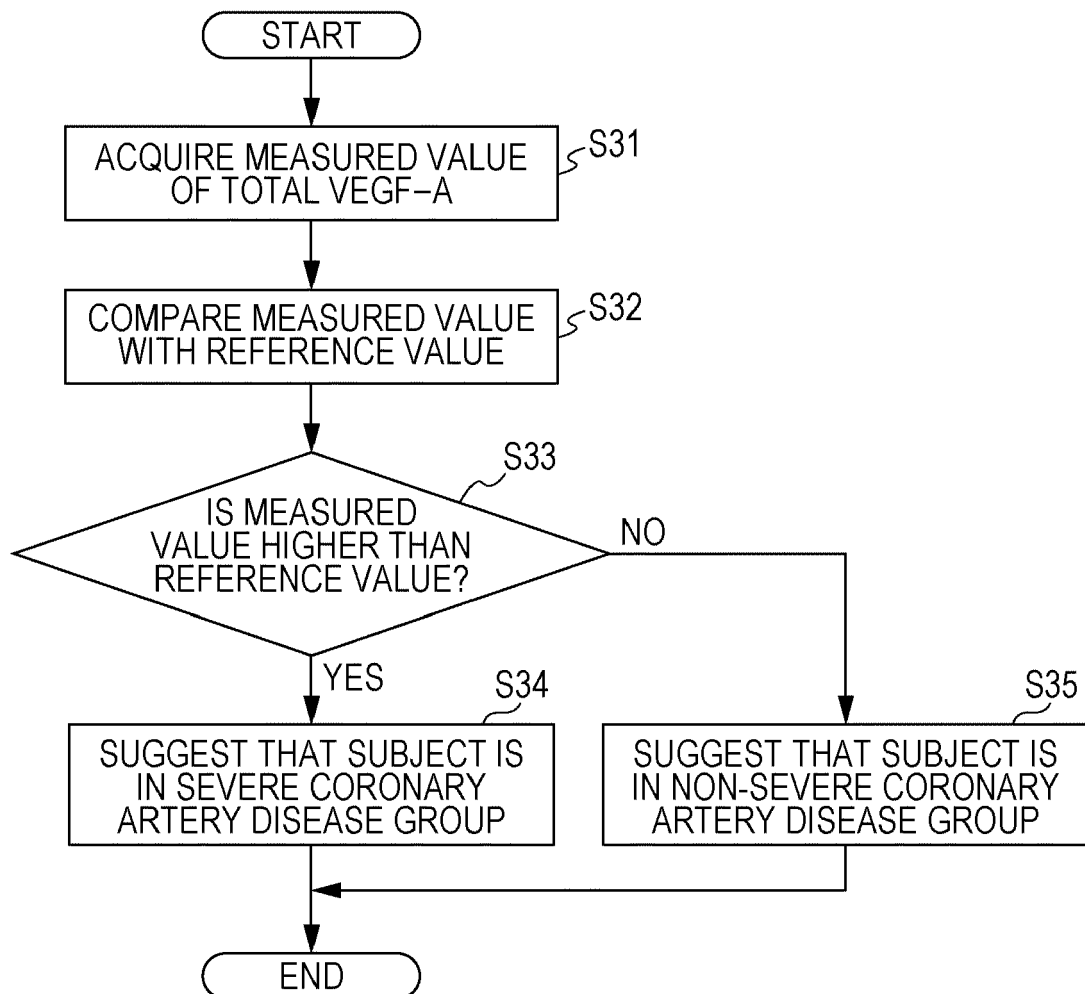 START
S31
ACQUIRE MEASURED VALUE
OF TOTAL VEGF-A
S32
COMPARE MEASURED VALUE
WITH REFERENCE VALUE
S33
IS MEASURED
VALUE HIGHER THAN
REFERENCE VALUE?
NO
YES
S34
SUGGEST THAT SUBJECT IS
IN SEVERE CORONARY
ARTERY DISEASE GROUP
S35
SUGGEST THAT SUBJECT IS
IN NON-SEVERE CORONARY
ARTERY DISEASE GROUP
END